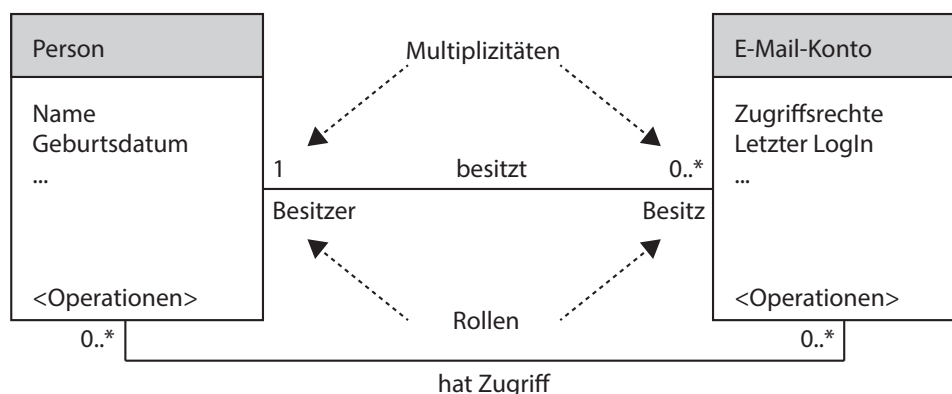 Person
Multiplizitäten
E-Mail-Konto
Name
Geburtsdatum
...
Zugriffsrechte
Letzter LogIn
...
1
besitzt
0..*
Besitzer
Besitz
<Operationen>
Rollen
<Operationen>
0..*
0..*
hat Zugriff